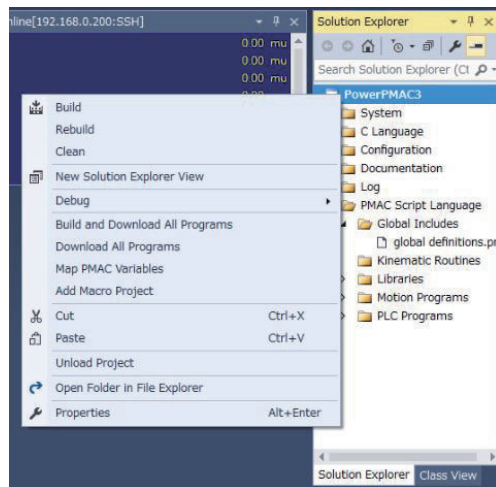 nline[192.168.0.200:SSH]
0.00 mu
0.00 mu
0.00 mu
Build
Rebuild
Clean
New Solution Explorer View
Debug
Build and Download All Programs
Download All Programs
Map PMAC Variables
Add Macro Project
Cut Ctrl+X
Paste Ctrl+V
Unload Project
Open Folder in File Explorer
Properties Alt+Enter
Solution Explorer
Search Solution Explorer (Ct
PowerPMAC3
System
C Language
Configuration
Documentation
Log
PMAC Script Language
Global Includes
global definitions.p
Kinematic Routines
Libraries
Motion Programs
PLC Programs
Solution Explorer Class View